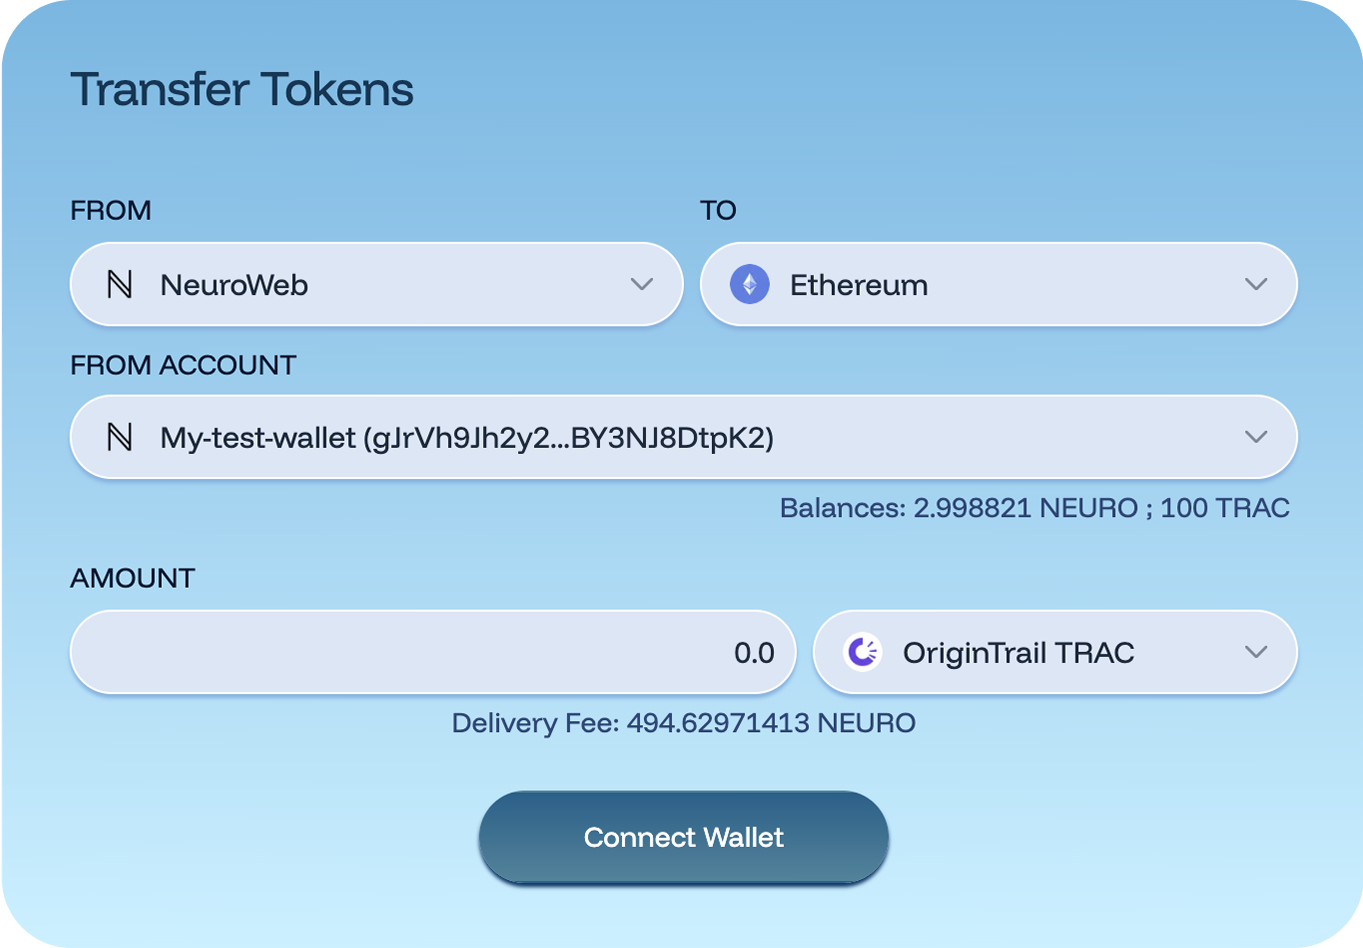 Transfer Tokens
FROM
TO
NeuroWeb
Ethereum
FROM ACCOUNT
My-test-wallet (gJrVh9Jh2y2...BY3NJ8DtpK2)
Balances: 2.998821 NEURO ; 100 TRAC
AMOUNT
0.0
OriginTrail TRAC
Delivery Fee: 494.62971413 NEURO
Connect Wallet